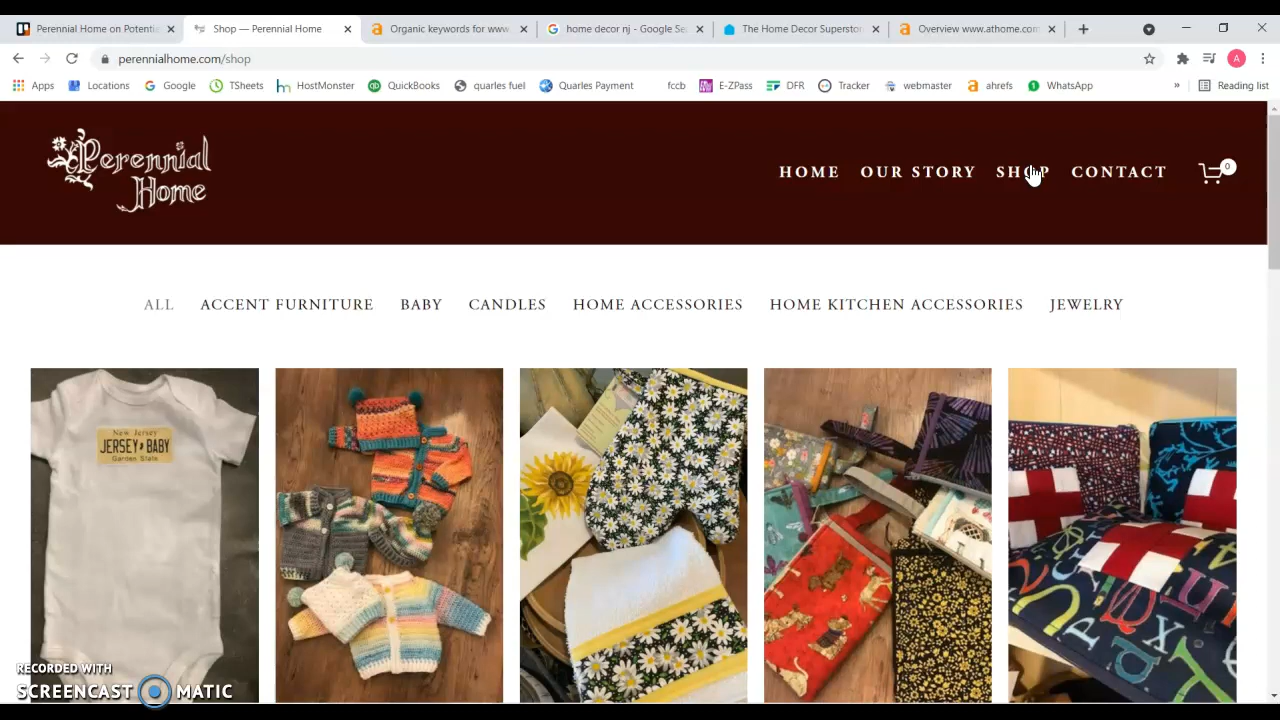 Perennial Home on Potentia
Shop — Perennial Home
Organic keywords for www
home decor nj - Google Se
The Home Decor Superstor
Overview www.athome.com
perennialhome.com/shop
A
Apps
Locations
Google
TSheets
HostMonster
QuickBooks
quarles fuel
Quarles Payment
fccb
E-ZPass
DFR
Tracker
webmaster
ahrefs
WhatsApp
»
Reading list
Perennial
Home
HOME
OUR STORY
SHOP
CONTACT
0
ALL
ACCENT FURNITURE
BABY
CANDLES
HOME ACCESSORIES
HOME KITCHEN ACCESSORIES
JEWELRY
New Jersey
JERSEY BABY
Garden State
RECORDED WITH
SCREENCAST MATIC